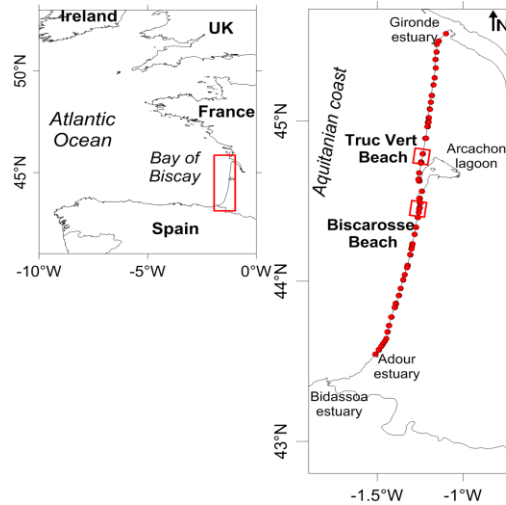 Ireland
UK
50°N
Atlantic
Ocean
France
Bay of
Biscay
45°N
Spain
-10°W
-5°W
0°W
N
Gironde
estuary
Aquitanian coast
45°N
Truc Vert
Beach
Arcachon
lagoon
Biscarosse
Beach
44°N
Adour
estuary
Bidassoa
estuary
43°N
-1.5°W
-1°W